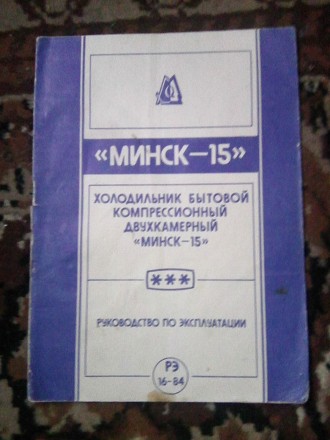 «МИНСК–15»
ХОЛОДИЛЬНИК БЫТОВОЙ
КОМПРЕССИОННЫЙ
ДВУХКАМЕРНЫЙ
«МИНСК–15»
***
РУКОВОДСТВО ПО ЭКСПЛУАТАЦИИ
РЭ
16–84